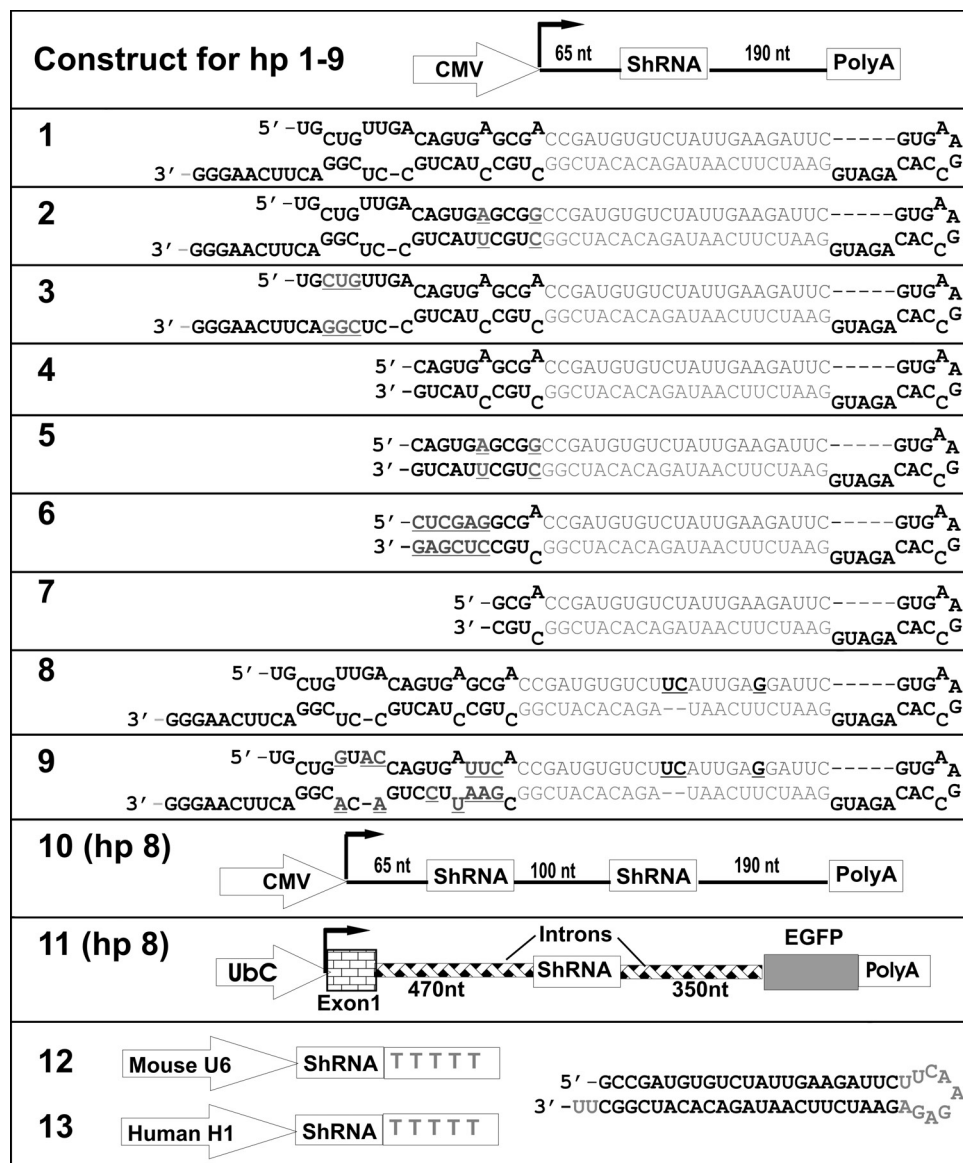 Construct for hp 1-9
CMV
65 nt
ShRNA
190 nt
PolyA
1
5′-UGCUGUUGACAGUGAGCGACCGAUGUGUCUAUUGAAGAUUC-----GUGAA
3′-GGGAACUUCAGGCUC-CGUCAUCCGUCGGCUACACAGAUAACUUCUAAGGUAGACACCG
2
5′-UGCUGUUGACAGUGAGCGGCCGAUGUGUCUAUUGAAGAUUC-----GUGAA
3′-GGGAACUUCAGGCUC-CGUCAUUCGUCGGCUACACAGAUAACUUCUAAGGUAGACACCG
3
5′-UGCUGUUGACAGUGAGCGACCGAUGUGUCUAUUGAAGAUUC-----GUGAA
3′-GGGAACUUCAGGCUC-CGUCAUCCGUCGGCUACACAGAUAACUUCUAAGGUAGACACCG
4
5′-CAGUGAGCGACCGAUGUGUCUAUUGAAGAUUC-----GUGAA
3′-GUCAUCCGUCGGCUACACAGAUAACUUCUAAGGUAGACACCG
5
5′-CAGUGAGCGGCCGAUGUGUCUAUUGAAGAUUC-----GUGAA
3′-GUCAUUCGUCGGCUACACAGAUAACUUCUAAGGUAGACACCG
6
5′-CUCGAGGCGACCGAUGUGUCUAUUGAAGAUUC-----GUGAA
3′-GAGCUCCGUCGGCUACACAGAUAACUUCUAAGGUAGACACCG
7
5′-GCGACCGAUGUGUCUAUUGAAGAUUC-----GUGAA
3′-CGUCGGCUACACAGAUAACUUCUAAGGUAGACACCG
8
5′-UGCUGUUGACAGUGAGCGACCGAUGUGUCUUCAUUGAGGAUUC-----GUGAA
3′-GGGAACUUCAGGCUC-CGUCAUCCGUCGGCUACACAGA--UAACUUCUAAGGUAGACACCG
9
5′-UGCUGGUACCAGUGAUUCACCGAUGUGUCUUCAUUGAGGAUUC-----GUGAA
3′-GGGAACUUCAGGCAC-AGUCCUUAAGCGGCUACACAGA--UAACUUCUAAGGUAGACACCG
10 (hp 8)
CMV
65 nt
ShRNA
100 nt
ShRNA
190 nt
PolyA
11 (hp 8)
UbC
Exon1
470nt
Introns
ShRNA
350nt
EGFP
PolyA
12
Mouse U6
ShRNA
T T T T T
13
Human H1
ShRNA
T T T T T
5′-GCCGAUGUGUCUAUUGAAGAUUCUUCAA
3′-UUCGGCUACACAGAUAACUUCUAAGAGAG